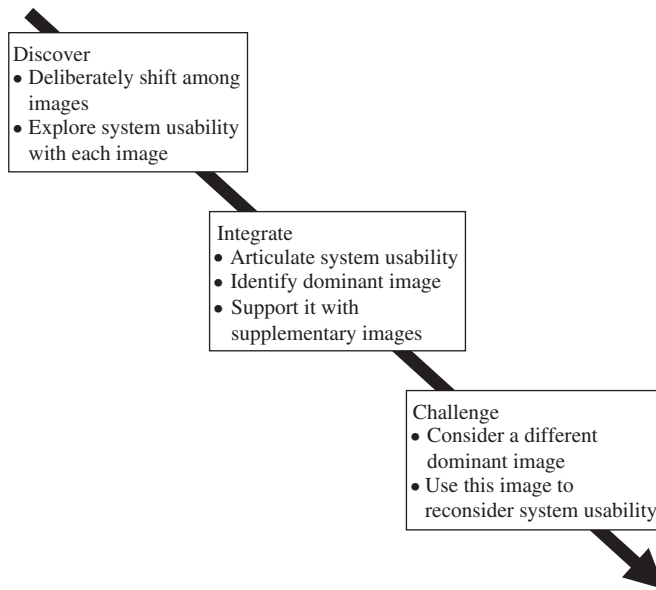 Discover
• Deliberately shift among
images
• Explore system usability
with each image
Integrate
• Articulate system usability
• Identify dominant image
• Support it with
supplementary images
Challenge
• Consider a different
dominant image
• Use this image to
reconsider system usability